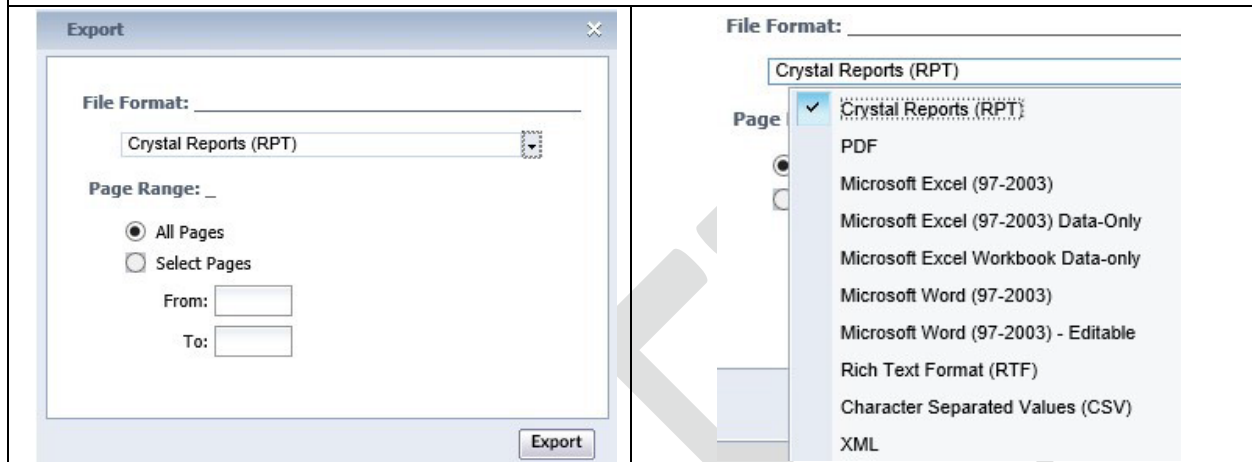 Export
File Format:
Crystal Reports (RPT)
Page Range:
All Pages
Select Pages
From:
To:
Export
File Format:
Crystal Reports (RPT)
Page
Crystal Reports (RPT)
PDF
Microsoft Excel (97-2003)
Microsoft Excel (97-2003) Data-Only
Microsoft Excel Workbook Data-only
Microsoft Word (97-2003)
Microsoft Word (97-2003) - Editable
Rich Text Format (RTF)
Character Separated Values (CSV)
XML